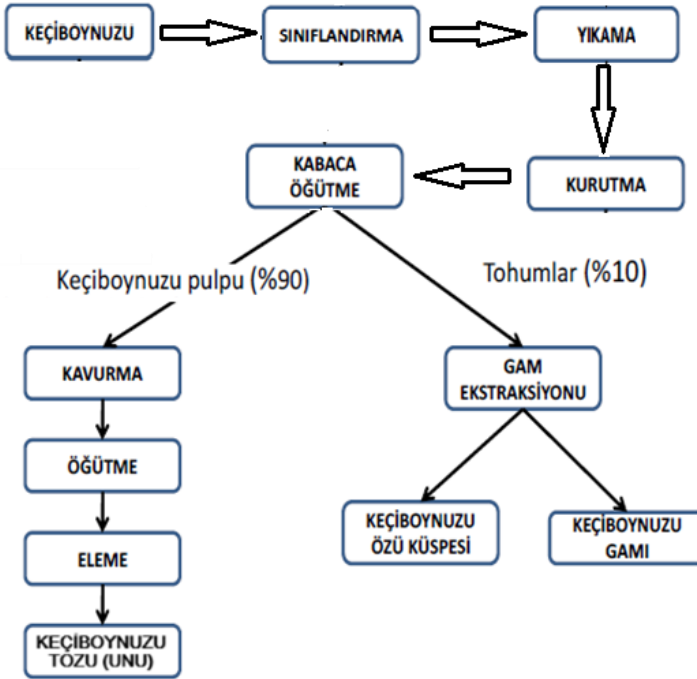 KEÇİBOYNUZU
SINIFLANDIRMA
YIKAMA
KURUTMA
KABACA
ÖĞÜTME
Keçiboynuzu pulpu (%90)
Tohumlar (%10)
KAVURMA
ÖĞÜTME
ELEME
KEÇİBOYNUZU
TOZU (UNU)
GAM
EKSTRAKSİYONU
KEÇİBOYNUZU
ÖZÜ KÜSPESİ
KEÇİBOYNUZU
GAMI